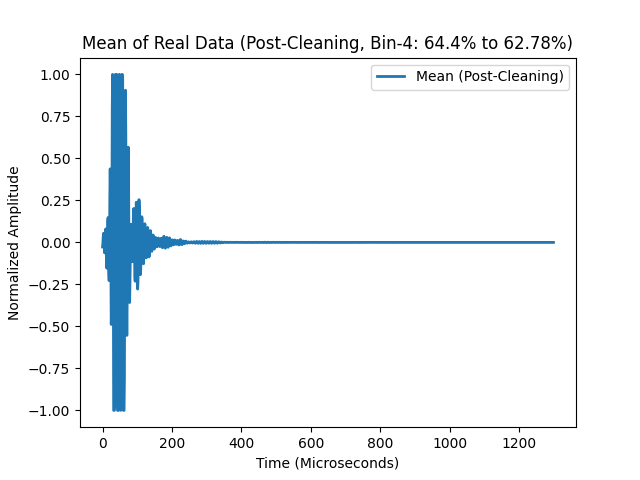 Mean of Real Data (Post-Cleaning, Bin-4: 64.4% to 62.78%)
Mean (Post-Cleaning)
1.00
0.75
0.50
0.25
0.00
−0.25
−0.50
−0.75
−1.00
Normalized Amplitude
0 200 400 600 800 1000 1200
Time (Microseconds)